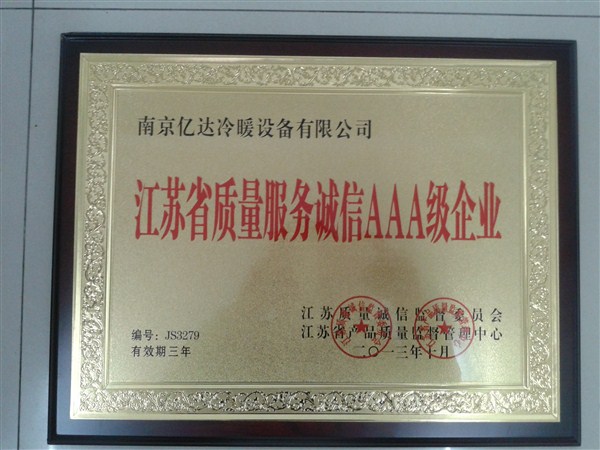 南京亿达冷暖设备有限公司
江苏省质量服务诚信AAA级企业
江苏质量诚信监督委员会
江苏省产品质量监督管理中心
二〇一三年十月
编号：JS3279
有效期三年